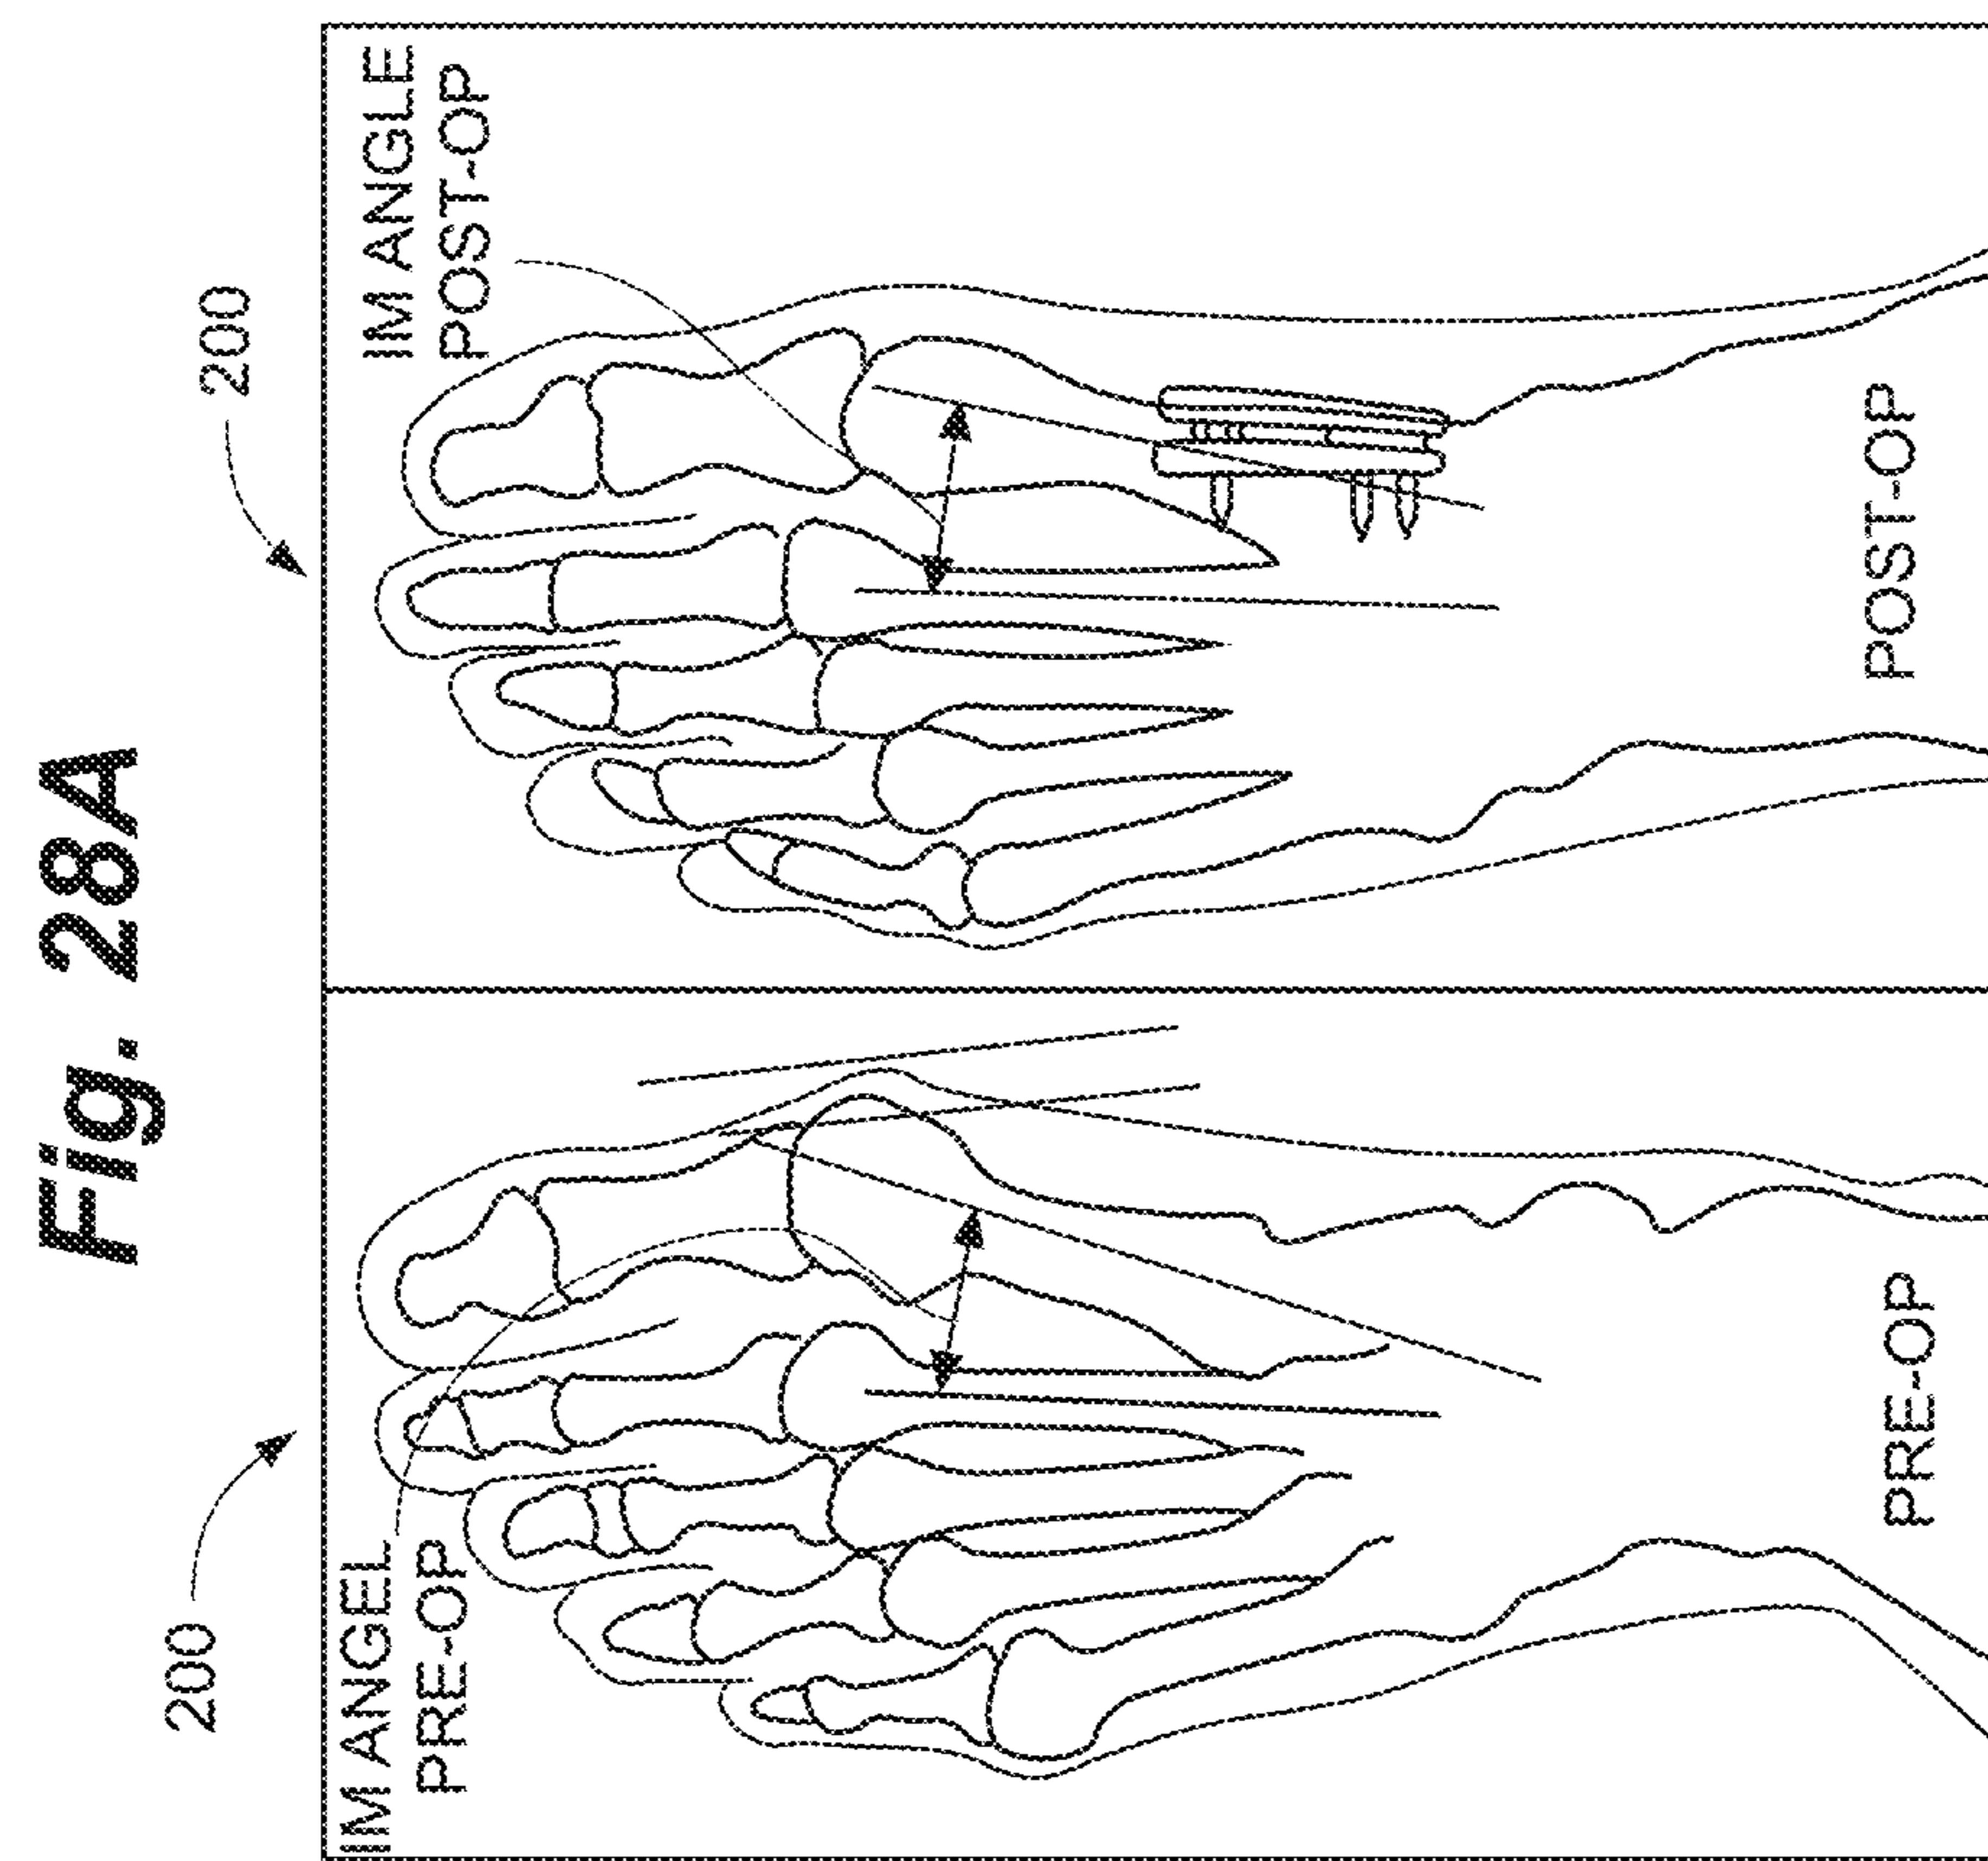 Fig. 28A
200
IM ANGEL
PRE-OP
PRE-OP
200
IM ANGLE
POST-OP
POST-OP